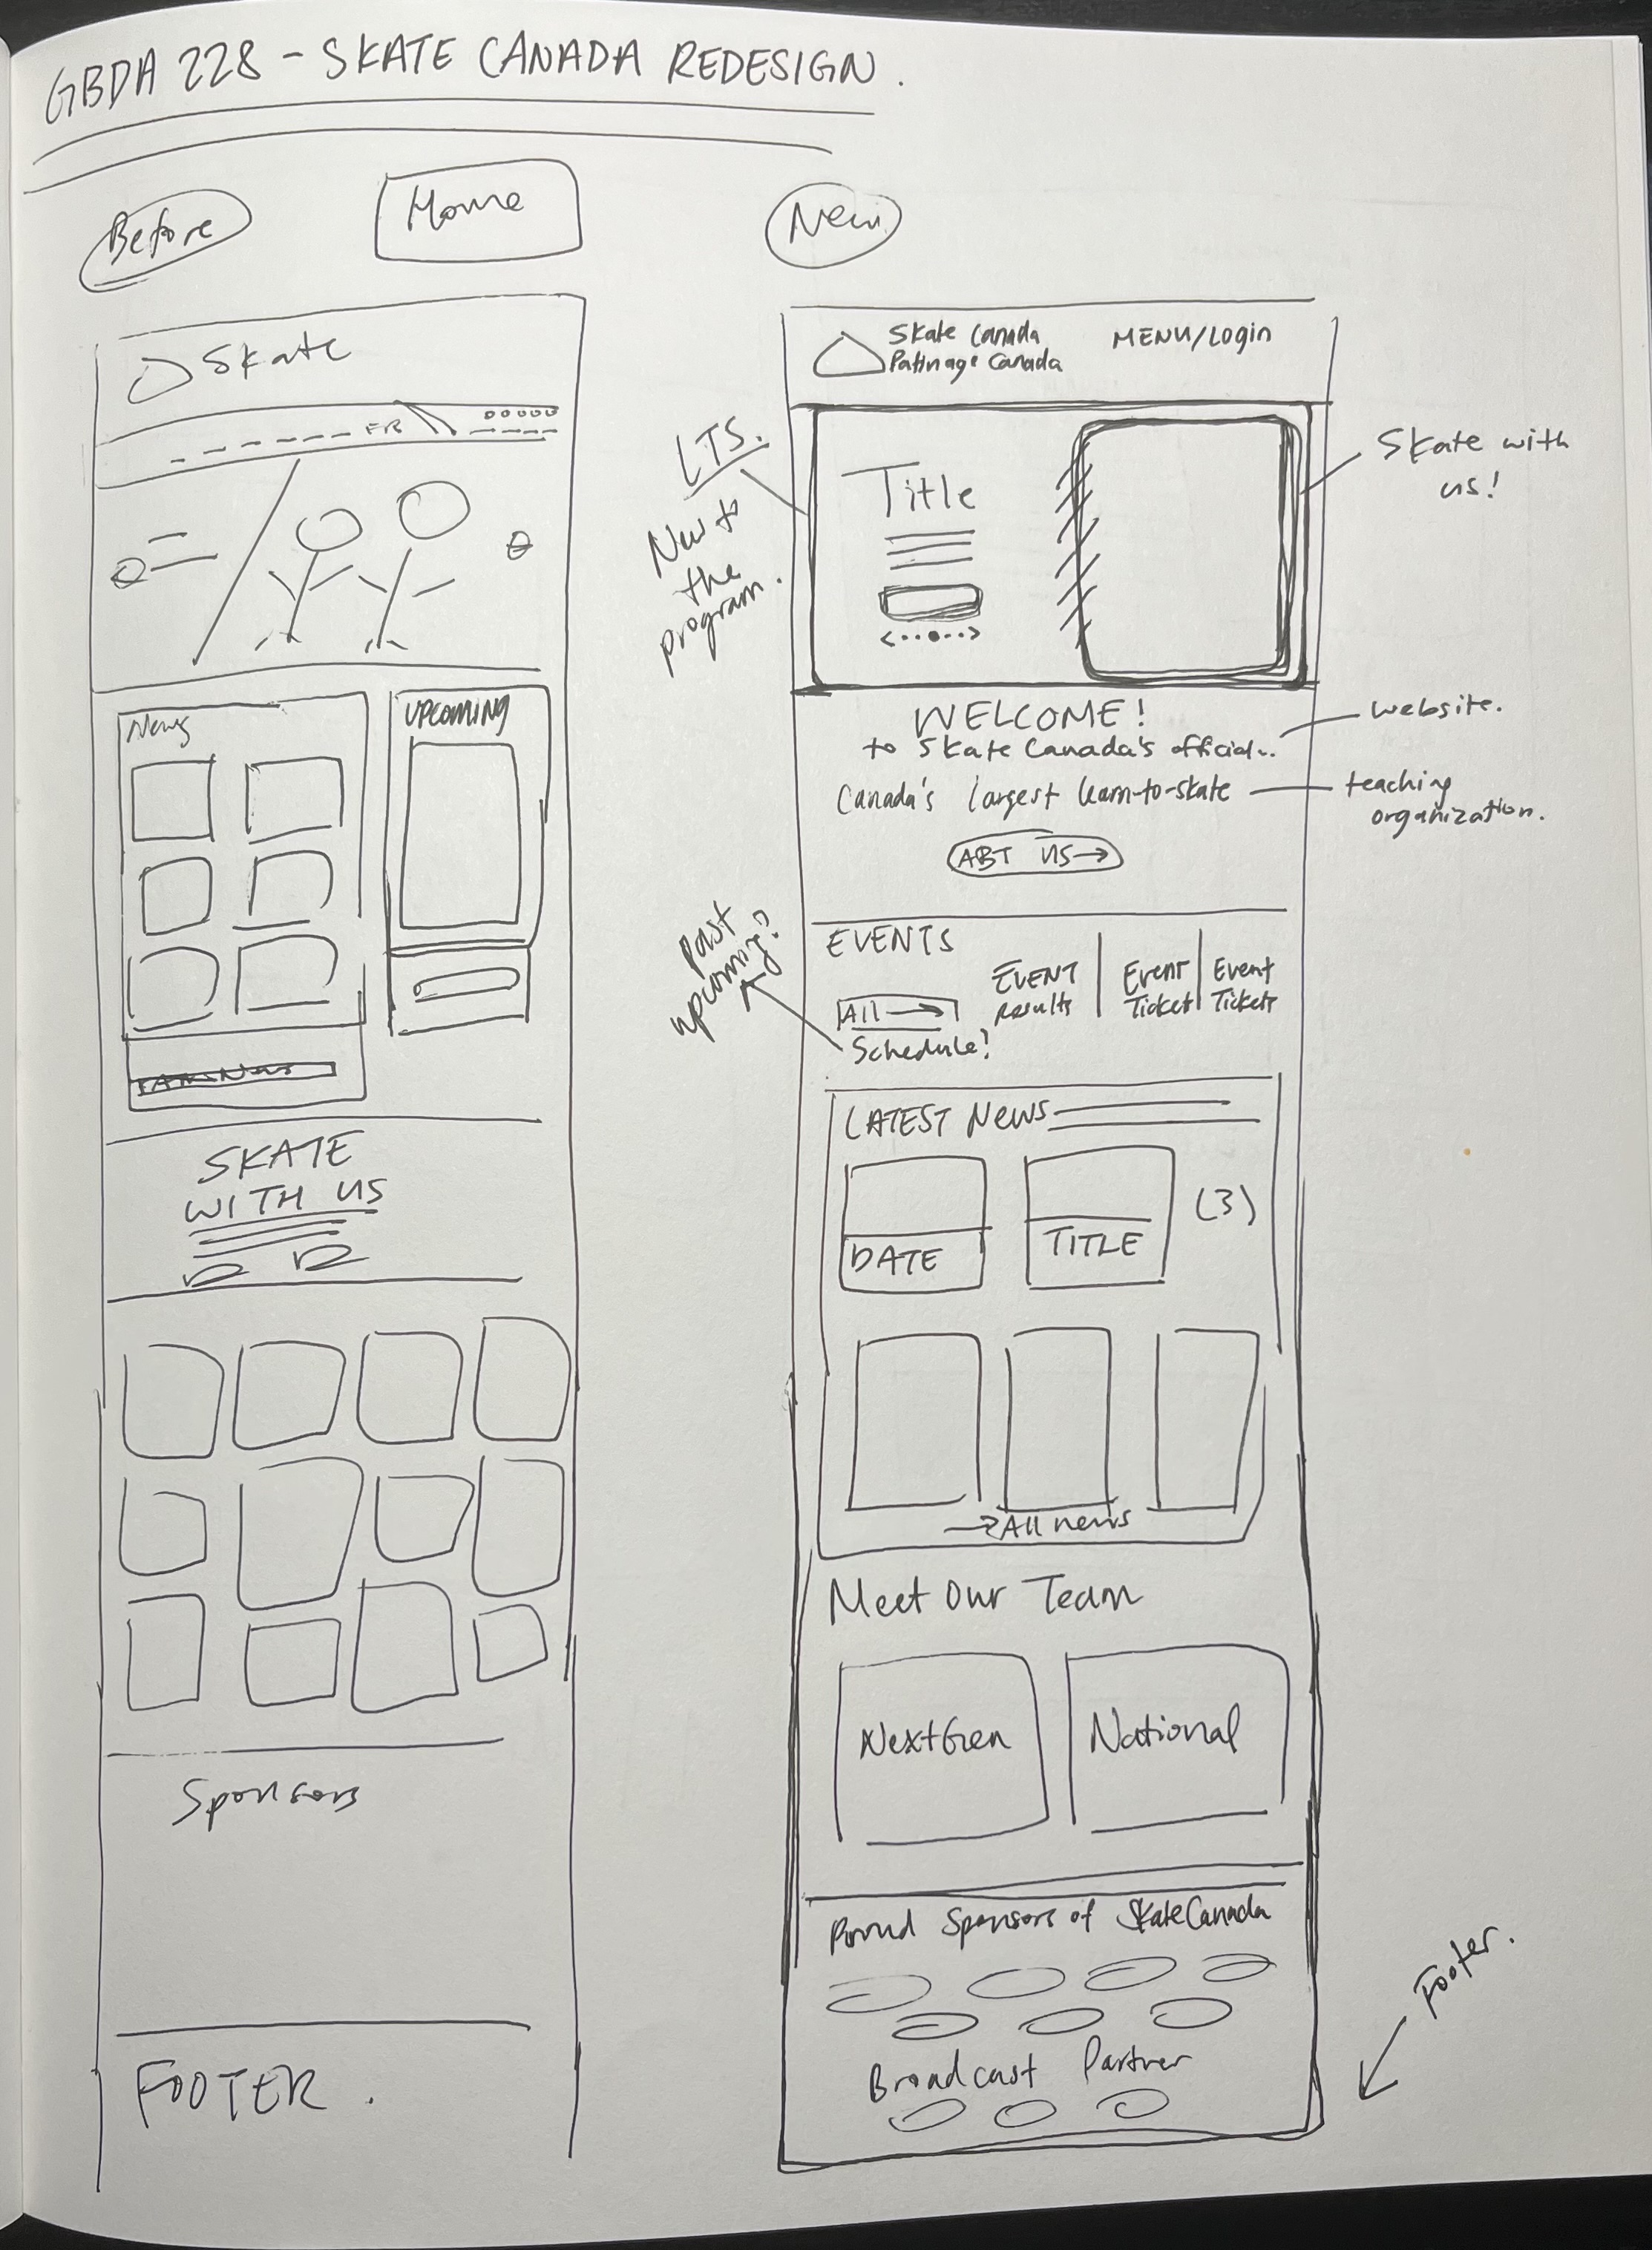 GBDA 228 - SKATE CANADA REDESIGN.
Before
Home
New
Skate
FR
News
UPCOMING
SKATE
WITH US
Sponsors
FOOTER.
Skate Canada
Patinage Canada
MENU/Login
LTS.
New to
the
program.
Title
Skate with
us!
WELCOME!
to Skate Canada's official...
website.
Canada's largest learn-to-skate
teaching
organization.
ABT US→
EVENTS
Past
upcoming?
All →
Schedule?
EVENT
Results
Event
Ticket
Event
Tickets
LATEST NEWS
DATE
TITLE
(3)
→All news
Meet Our Team
NextGen
National
Proud Sponsors of SkateCanada
Broadcast Partner
Footer.